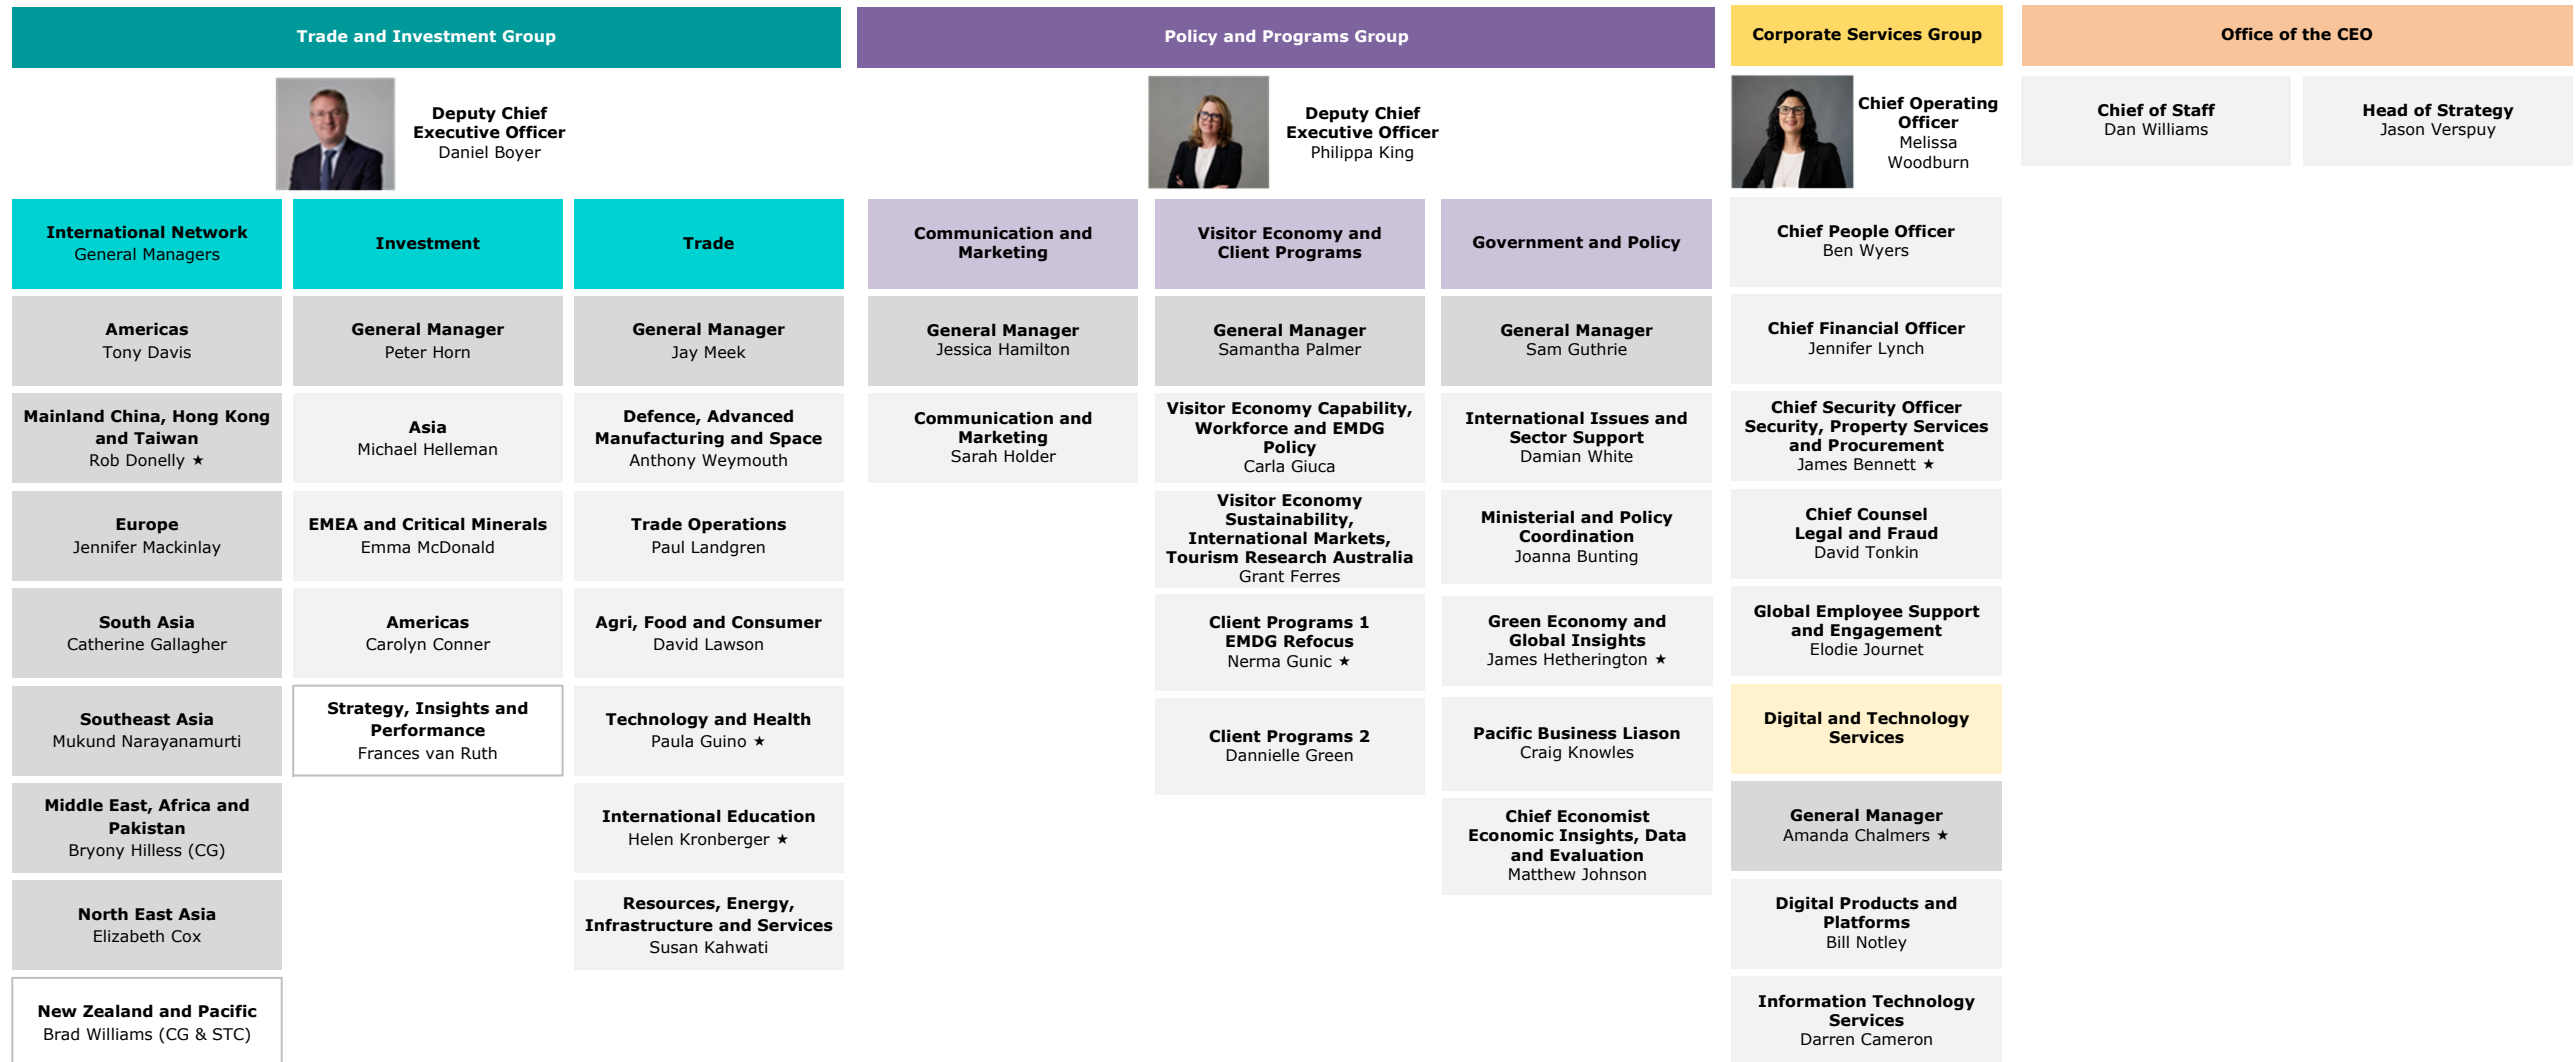 Trade and Investment Group
Deputy Chief
Executive Officer
Daniel Boyer
International Network
General Managers
Americas
Tony Davis
Mainland China, Hong Kong
and Taiwan
Rob Donelly ★
Europe
Jennifer Mackinlay
South Asia
Catherine Gallagher
Southeast Asia
Mukund Narayanamurti
Middle East, Africa and
Pakistan
Bryony Hilless (CG)
North East Asia
Elizabeth Cox
New Zealand and Pacific
Brad Williams (CG & STC)
Investment
General Manager
Peter Horn
Asia
Michael Helleman
EMEA and Critical Minerals
Emma McDonald
Americas
Carolyn Conner
Strategy, Insights and
Performance
Frances van Ruth
Trade
General Manager
Jay Meek
Defence, Advanced
Manufacturing and Space
Anthony Weymouth
Trade Operations
Paul Landgren
Agri, Food and Consumer
David Lawson
Technology and Health
Paula Guino ★
International Education
Helen Kronberger ★
Resources, Energy,
Infrastructure and Services
Susan Kahwati
Policy and Programs Group
Deputy Chief
Executive Officer
Philippa King
Communication and
Marketing
General Manager
Jessica Hamilton
Communication and
Marketing
Sarah Holder
Visitor Economy and
Client Programs
General Manager
Samantha Palmer
Visitor Economy Capability,
Workforce and EMDG
Policy
Carla Giuca
Visitor Economy
Sustainability,
International Markets,
Tourism Research Australia
Grant Ferres
Client Programs 1
EMDG Refocus
Nerma Gunic ★
Client Programs 2
Dannielle Green
Government and Policy
General Manager
Sam Guthrie
International Issues and
Sector Support
Damian White
Ministerial and Policy
Coordination
Joanna Bunting
Green Economy and
Global Insights
James Hetherington ★
Pacific Business Liason
Craig Knowles
Chief Economist
Economic Insights, Data
and Evaluation
Matthew Johnson
Corporate Services Group
Chief Operating
Officer
Melissa
Woodburn
Chief People Officer
Ben Wyers
Chief Financial Officer
Jennifer Lynch
Chief Security Officer
Security, Property Services
and Procurement
James Bennett ★
Chief Counsel
Legal and Fraud
David Tonkin
Global Employee Support
and Engagement
Elodie Journet
Digital and Technology
Services
General Manager
Amanda Chalmers ★
Digital Products and
Platforms
Bill Notley
Information Technology
Services
Darren Cameron
Office of the CEO
Chief of Staff
Dan Williams
Head of Strategy
Jason Verspuy